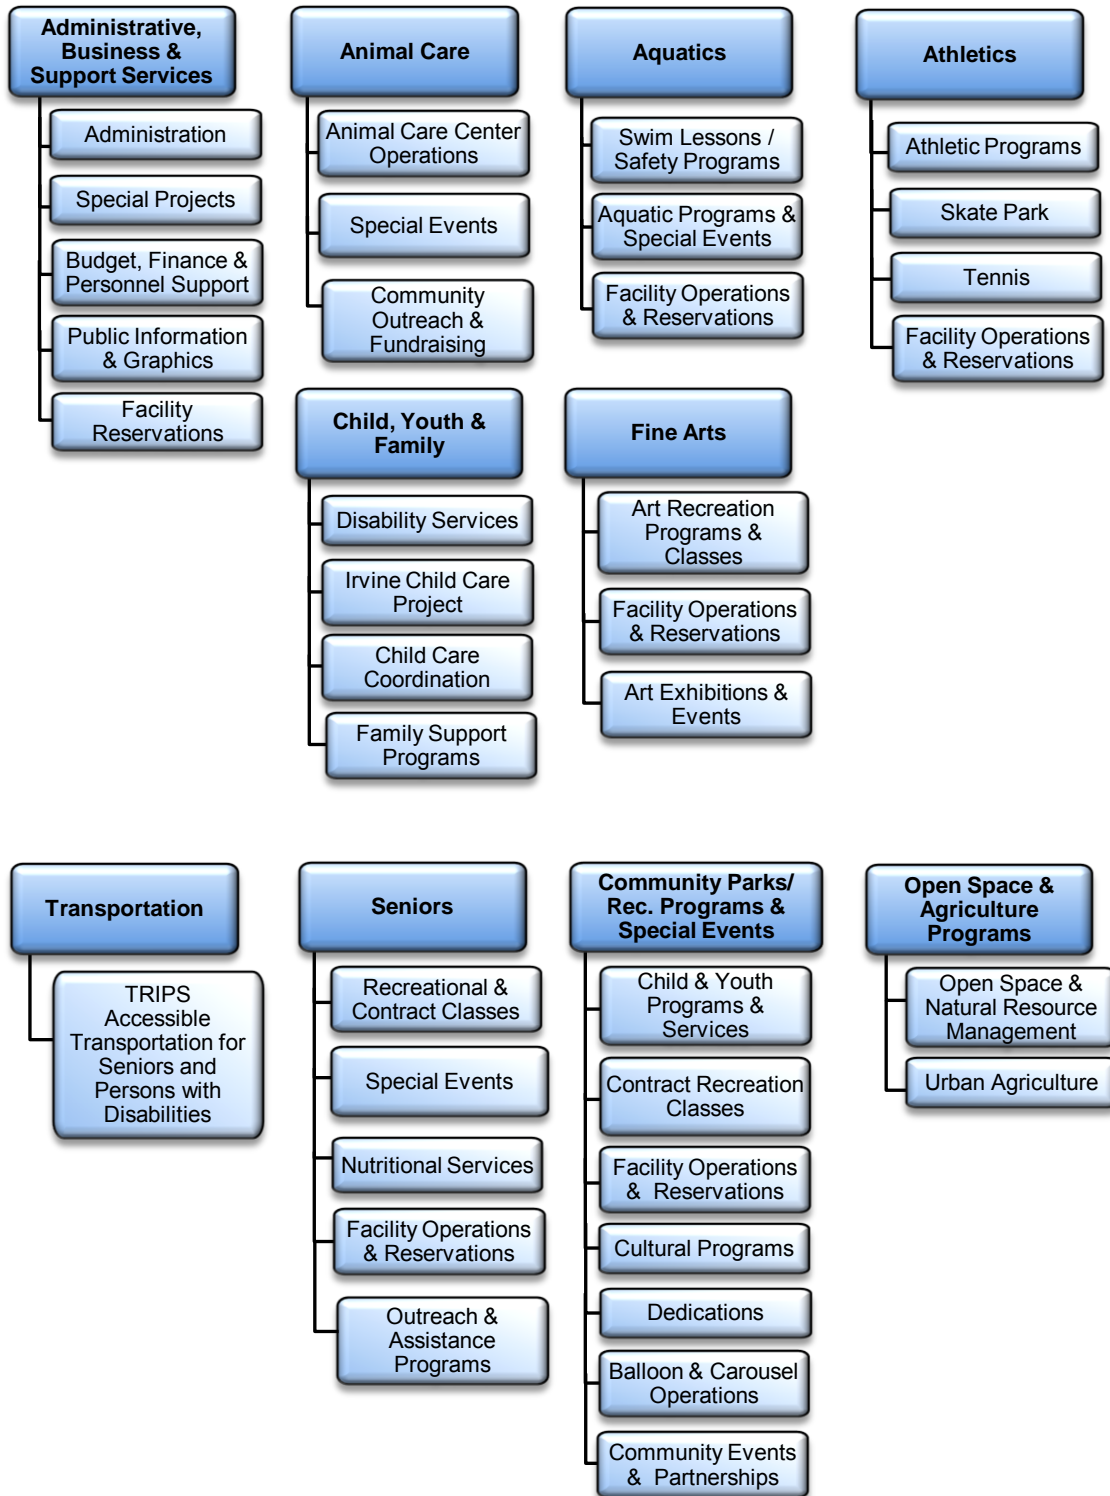 Administrative,
Business &
Support Services
Administration
Special Projects
Budget, Finance &
Personnel Support
Public Information
& Graphics
Facility
Reservations
Animal Care
Animal Care Center
Operations
Special Events
Community
Outreach &
Fundraising
Aquatics
Swim Lessons /
Safety Programs
Aquatic Programs &
Special Events
Facility Operations
& Reservations
Athletics
Athletic Programs
Skate Park
Tennis
Facility Operations
& Reservations
Child, Youth &
Family
Disability Services
Irvine Child Care
Project
Child Care
Coordination
Family Support
Programs
Fine Arts
Art Recreation
Programs &
Classes
Facility Operations
& Reservations
Art Exhibitions &
Events
Transportation
TRIPS
Accessible
Transportation for
Seniors and
Persons with
Disabilities
Seniors
Recreational &
Contract Classes
Special Events
Nutritional Services
Facility Operations
& Reservations
Outreach &
Assistance
Programs
Community Parks/
Rec. Programs &
Special Events
Child & Youth
Programs &
Services
Contract Recreation
Classes
Facility Operations
& Reservations
Cultural Programs
Dedications
Balloon & Carousel
Operations
Community Events
& Partnerships
Open Space &
Agriculture
Programs
Open Space &
Natural Resource
Management
Urban Agriculture